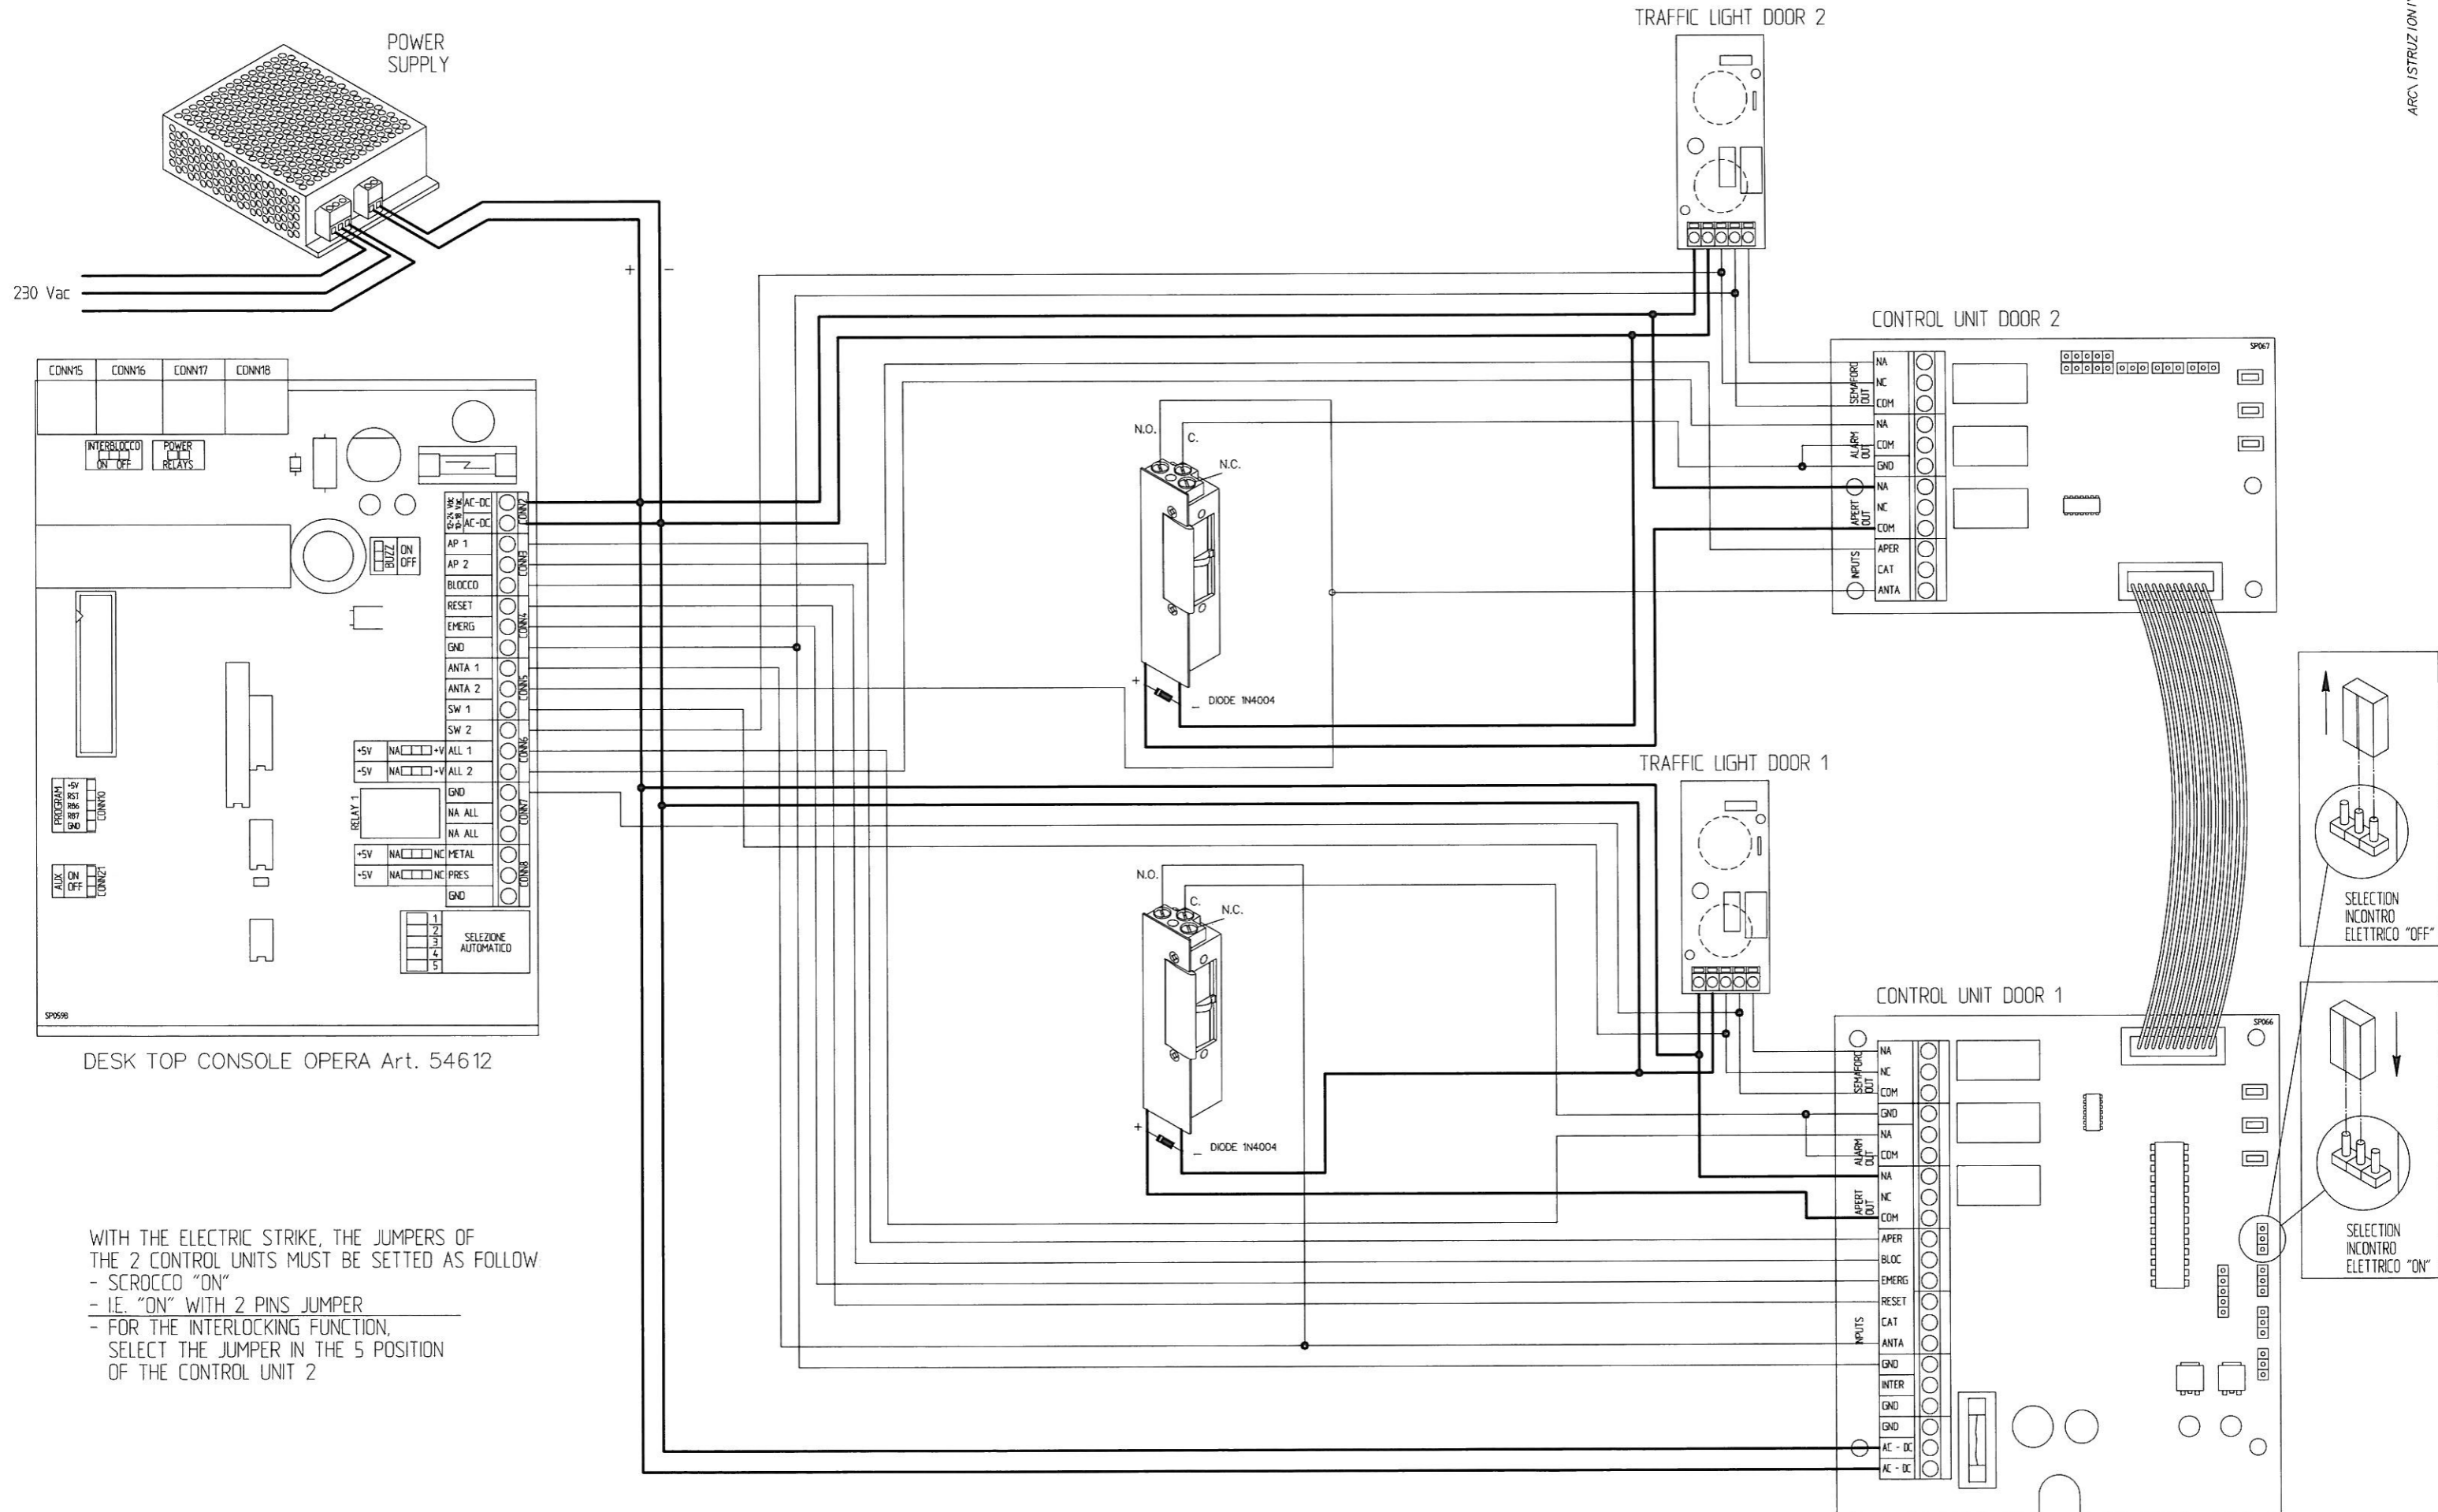 TRAFFIC LIGHT DOOR 2
POWER
SUPPLY
230 Vac
+
-
CONTROL UNIT DOOR 2
SP067
SEMAFORO
OUT
NA
NC
COM
ALARM
OUT
NA
COM
GND
APERT
OUT
NA
NC
COM
INPUTS
APER
CAT
ANTA
CONN15
CONN16
CONN17
CONN18
INTERBLOCCO
ON OFF
POWER
RELAYS
BUZZ
ON
OFF
AC-DC
AC-DC
CONN2
AP 1
AP 2
BLOCCO
CONN3
RESET
EMERG
GND
CONN4
ANTA 1
ANTA 2
SW 1
CONN5
SW 2
+5V NA +V ALL 1
-5V NA +V ALL 2
CONN6
GND
NA ALL
NA ALL
CONN7
RELAY 1
+5V NA NC METAL
+5V NA NC PRES
GND
CONN8
PROGRAM
+5V
RST
RB6
RB7
GND
CONN10
AUX
ON
OFF
CONN21
1
2
3
4
5
SELEZIONE
AUTOMATICO
SP059B
DESK TOP CONSOLE OPERA Art. 54612
N.O.
C.
N.C.
+
-
DIODE 1N4004
TRAFFIC LIGHT DOOR 1
N.O.
C.
N.C.
+
-
DIODE 1N4004
CONTROL UNIT DOOR 1
SP066
SEMAFORO
OUT
NA
NC
COM
GND
ALARM
OUT
NA
COM
APERT
OUT
NA
NC
COM
APER
BLOC
EMERG
RESET
INPUTS
CAT
ANTA
GND
INTER
GND
GND
AC - DC
AC - DC
SELECTION
INCONTRO
ELETTRICO "OFF"
SELECTION
INCONTRO
ELETTRICO "ON"
WITH THE ELECTRIC STRIKE, THE JUMPERS OF
THE 2 CONTROL UNITS MUST BE SETTED AS FOLLOW:
- SCROCCO "ON"
- I.E. "ON" WITH 2 PINS JUMPER
- FOR THE INTERLOCKING FUNCTION,
SELECT THE JUMPER IN THE 5 POSITION
OF THE CONTROL UNIT 2